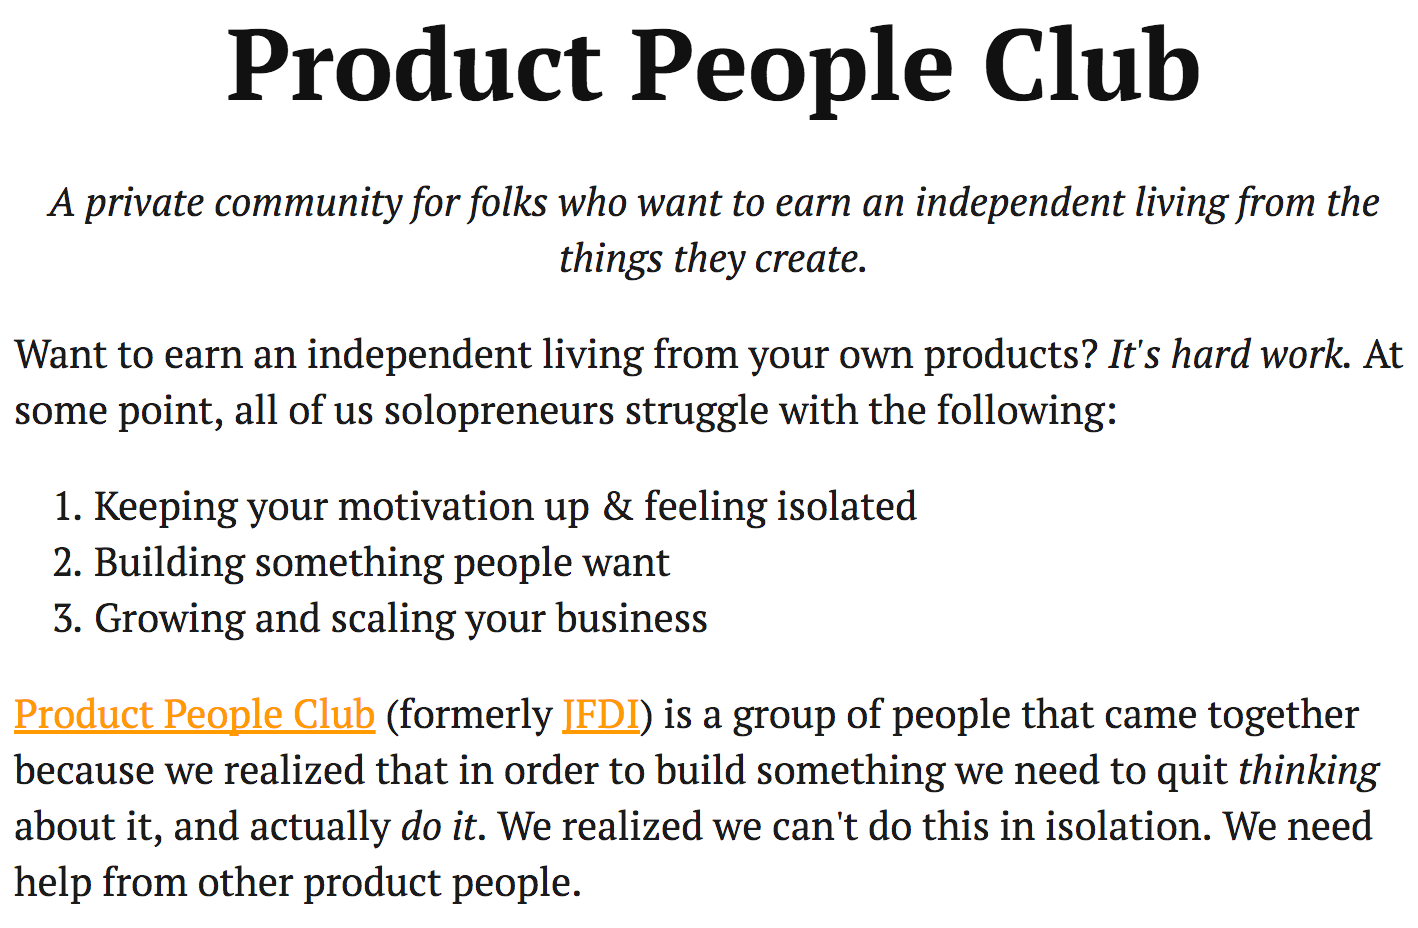 Product People Club
A private community for folks who want to earn an independent living from the
things they create.
Want to earn an independent living from your own products? It's hard work. At
some point, all of us solopreneurs struggle with the following:
1. Keeping your motivation up & feeling isolated
2. Building something people want
3. Growing and scaling your business
Product People Club (formerly JFDI) is a group of people that came together
because we realized that in order to build something we need to quit thinking
about it, and actually do it. We realized we can't do this in isolation. We need
help from other product people.